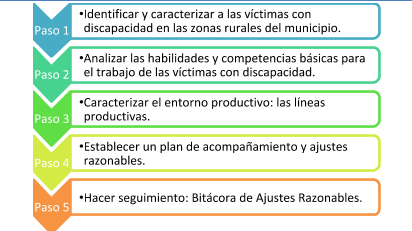 Paso 1
•Identificar y caracterizar a las víctimas con
discapacidad en las zonas rurales del municipio.
Paso 2
•Analizar las habilidades y competencias básicas para
el trabajo de las víctimas con discapacidad.
Paso 3
•Caracterizar el entorno productivo: las líneas
productivas.
Paso 4
•Establecer un plan de acompañamiento y ajustes
razonables.
Paso 5
•Hacer seguimiento: Bitácora de Ajustes Razonables.